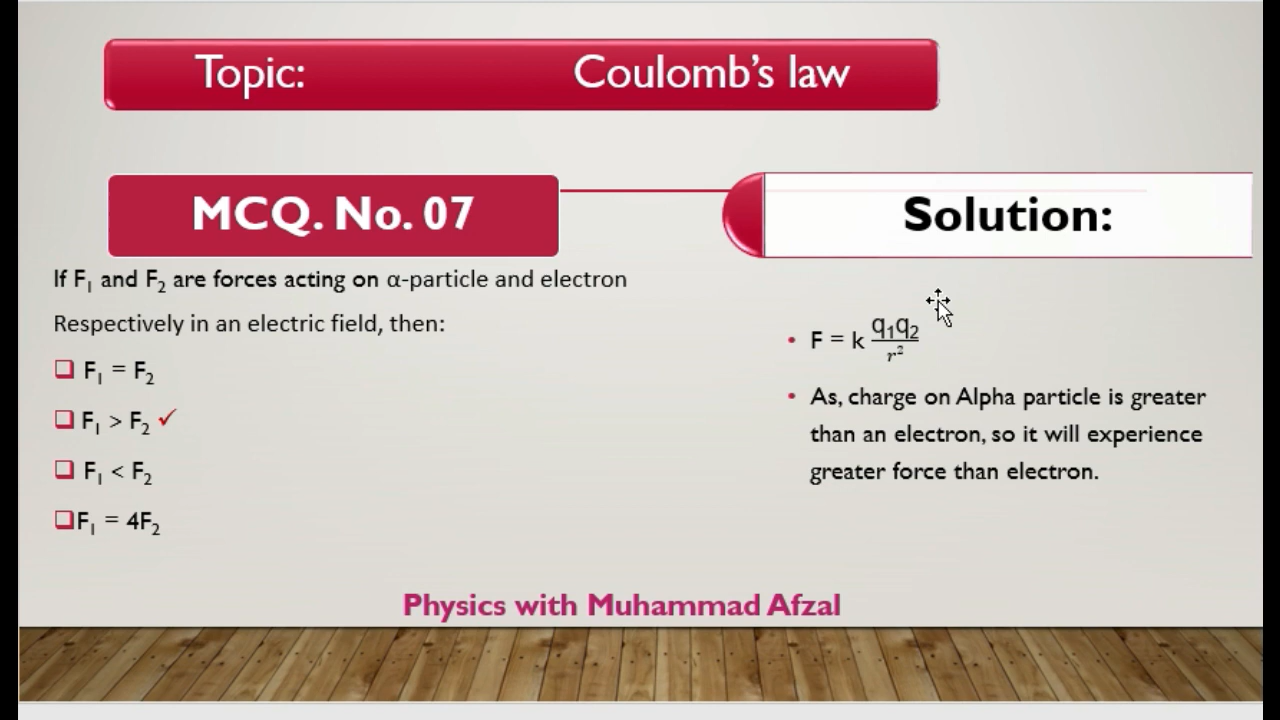 Topic: Coulomb's law
MCQ. No. 07
Solution:
If F₁ and F₂ are forces acting on α-particle and electron
Respectively in an electric field, then:
❑ F₁ = F₂
❑ F₁ > F₂ ✓
❑ F₁ < F₂
❑F₁ = 4F₂
• F = k q₁q₂/r²
• As, charge on Alpha particle is greater
than an electron, so it will experience
greater force than electron.
Physics with Muhammad Afzal